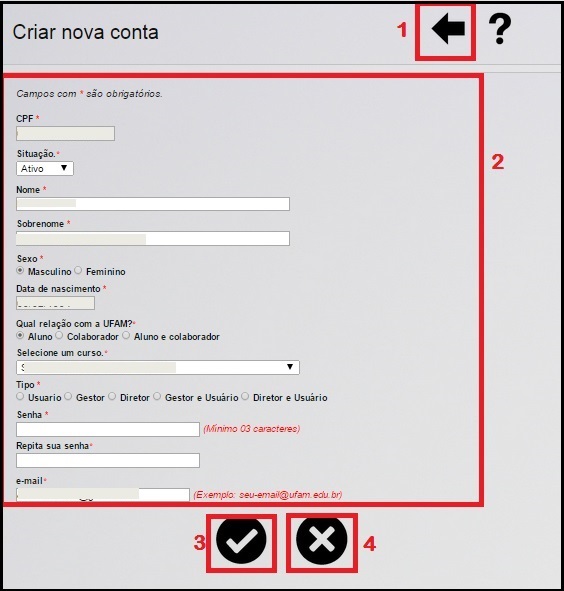 Criar nova conta
1
?
Campos com * são obrigatórios.
CPF *
2
Situação.*
Ativo
Nome *
Sobrenome *
Sexo *
Masculino Feminino
Data de nascimento *
Qual relação com a UFAM?*
Aluno Colaborador Aluno e colaborador
Selecione um curso.*
Tipo *
Usuario Gestor Diretor Gestor e Usuário Diretor e Usuário
Senha *
(Mínimo 03 caracteres)
Repita sua senha*
e-mail*
(Exemplo: seu-email@ufam.edu.br)
3
4